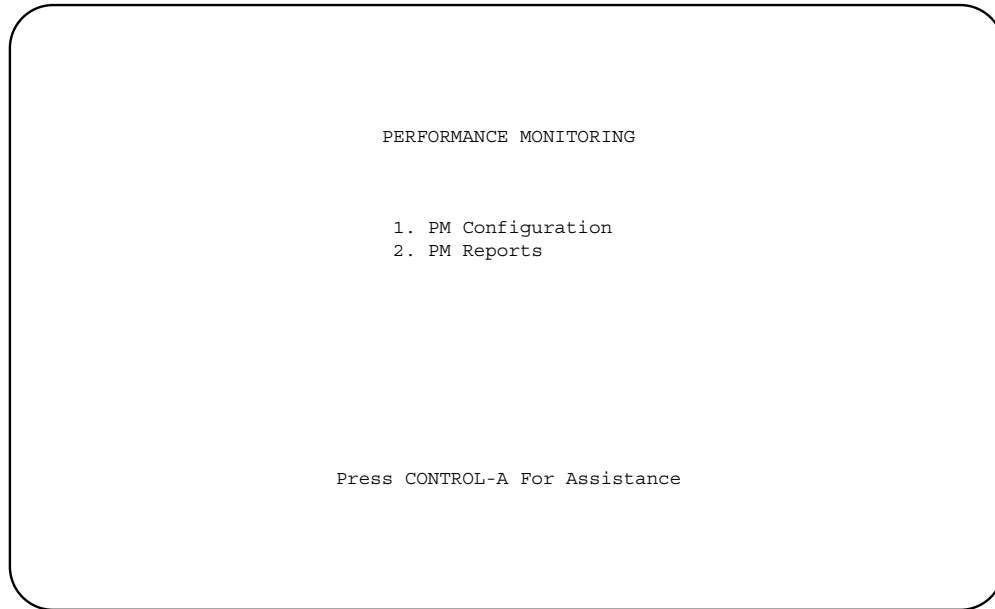 PERFORMANCE MONITORING
1. PM Configuration
2. PM Reports
Press CONTROL-A For Assistance